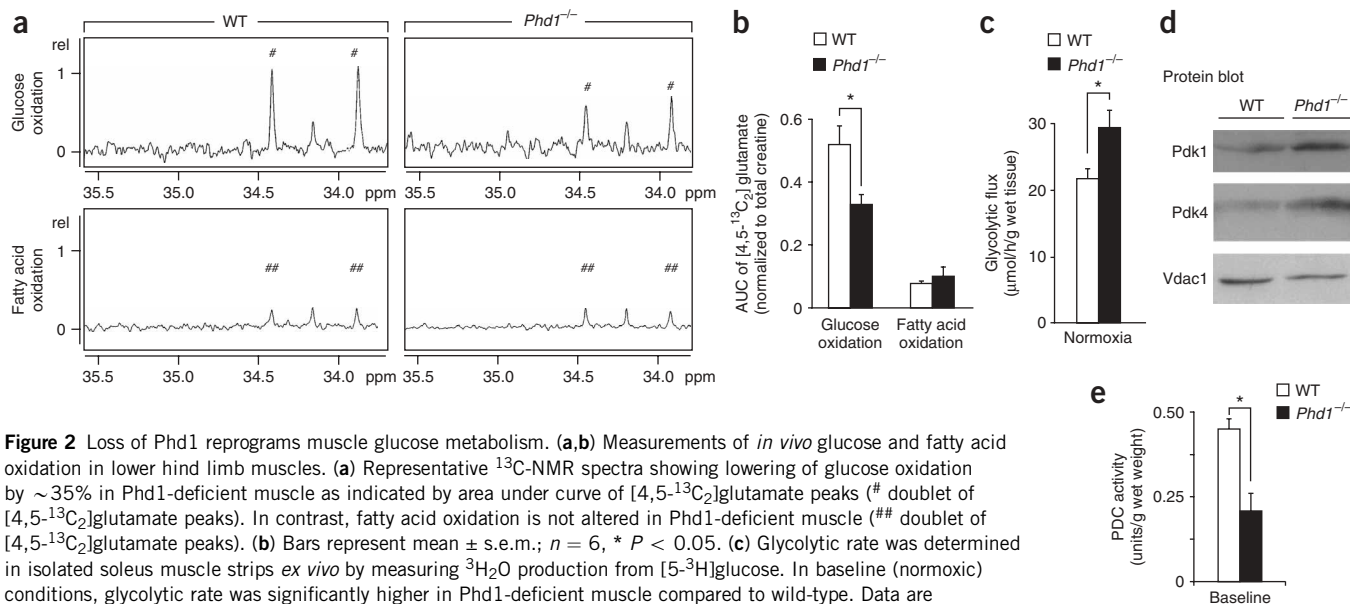 a
WT
Phd1–/–
rel
1
0
Glucose
oxidation
#
#
#
#
35.5 35.0 34.5 34.0 ppm
35.5 35.0 34.5 34.0 ppm
rel
1
0
Fatty acid
oxidation
##
##
##
##
35.5 35.0 34.5 34.0 ppm
35.5 35.0 34.5 34.0 ppm
b
WT
Phd1–/–
*
0.6
0.4
0.2
0
AUC of [4,5-13C2] glutamate
(normalized to total creatine)
Glucose
oxidation
Fatty acid
oxidation
c
WT
Phd1–/–
*
30
20
10
0
Glycolytic flux
(μmol/h/g wet tissue)
Normoxia
d
Protein blot
WT Phd1–/–
Pdk1
Pdk4
Vdac1
e
WT
Phd1–/–
*
0.50
0.25
0
PDC activity
(units/g wet weight)
Baseline
Figure 2 Loss of Phd1 reprograms muscle glucose metabolism. (a,b) Measurements of in vivo glucose and fatty acid
oxidation in lower hind limb muscles. (a) Representative 13C-NMR spectra showing lowering of glucose oxidation
by ~35% in Phd1-deficient muscle as indicated by area under curve of [4,5-13C2]glutamate peaks (# doublet of
[4,5-13C2]glutamate peaks). In contrast, fatty acid oxidation is not altered in Phd1-deficient muscle (## doublet of
[4,5-13C2]glutamate peaks). (b) Bars represent mean ± s.e.m.; n = 6, * P < 0.05. (c) Glycolytic rate was determined
in isolated soleus muscle strips ex vivo by measuring 3H2O production from [5-3H]glucose. In baseline (normoxic)
conditions, glycolytic rate was significantly higher in Phd1-deficient muscle compared to wild-type. Data are